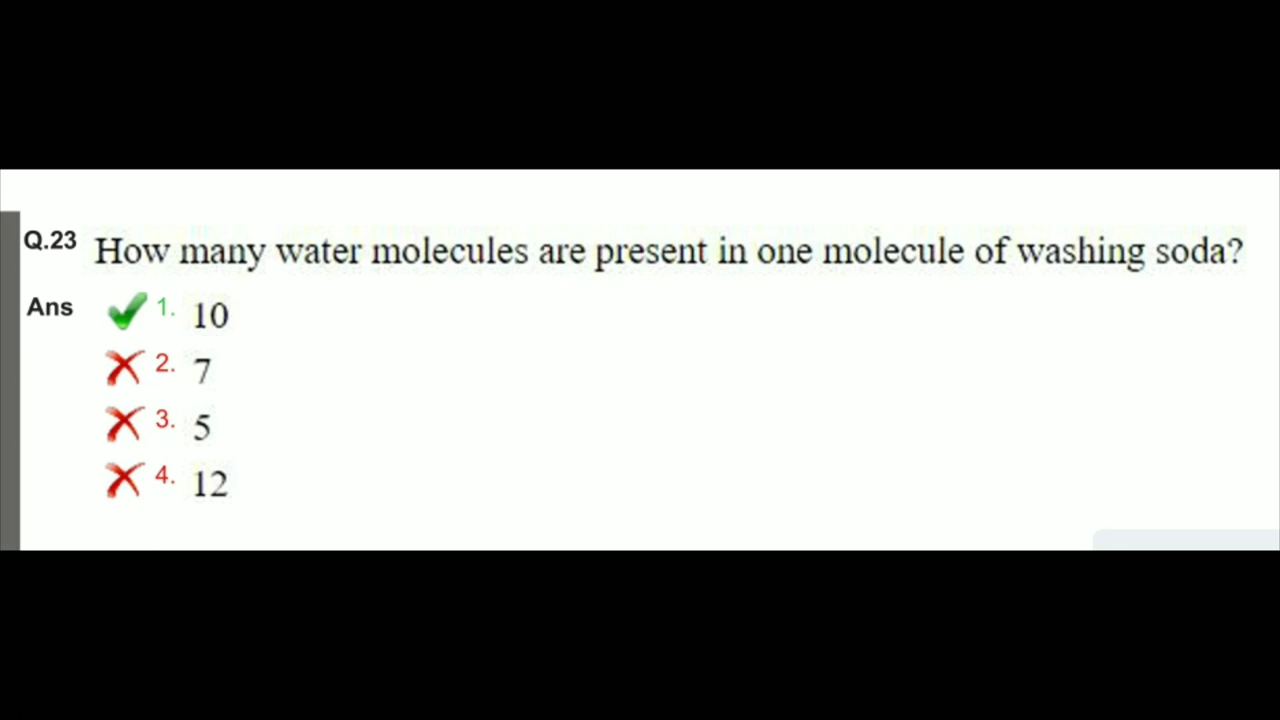 Q.23 How many water molecules are present in one molecule of washing soda?
Ans 1. 10
2. 7
3. 5
4. 12